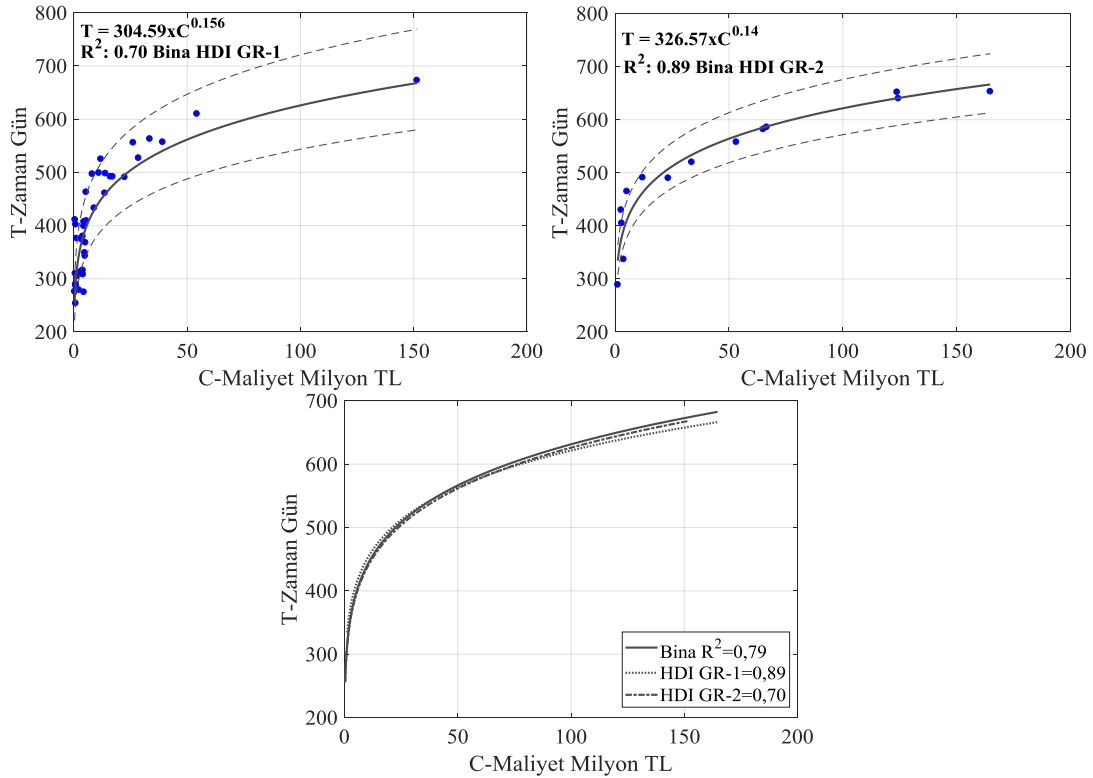 T = 304.59xC^0.156
R^2: 0.70 Bina HDI GR-1
800
700
600
500
400
300
200
0 50 100 150 200
T-Zaman Gün
C-Maliyet Milyon TL
T = 326.57xC^0.14
R^2: 0.89 Bina HDI GR-2
800
700
600
500
400
300
200
0 50 100 150 200
T-Zaman Gün
C-Maliyet Milyon TL
700
600
500
400
300
200
0 50 100 150 200
T-Zaman Gün
C-Maliyet Milyon TL
Bina R^2=0,79
HDI GR-1=0,89
HDI GR-2=0,70